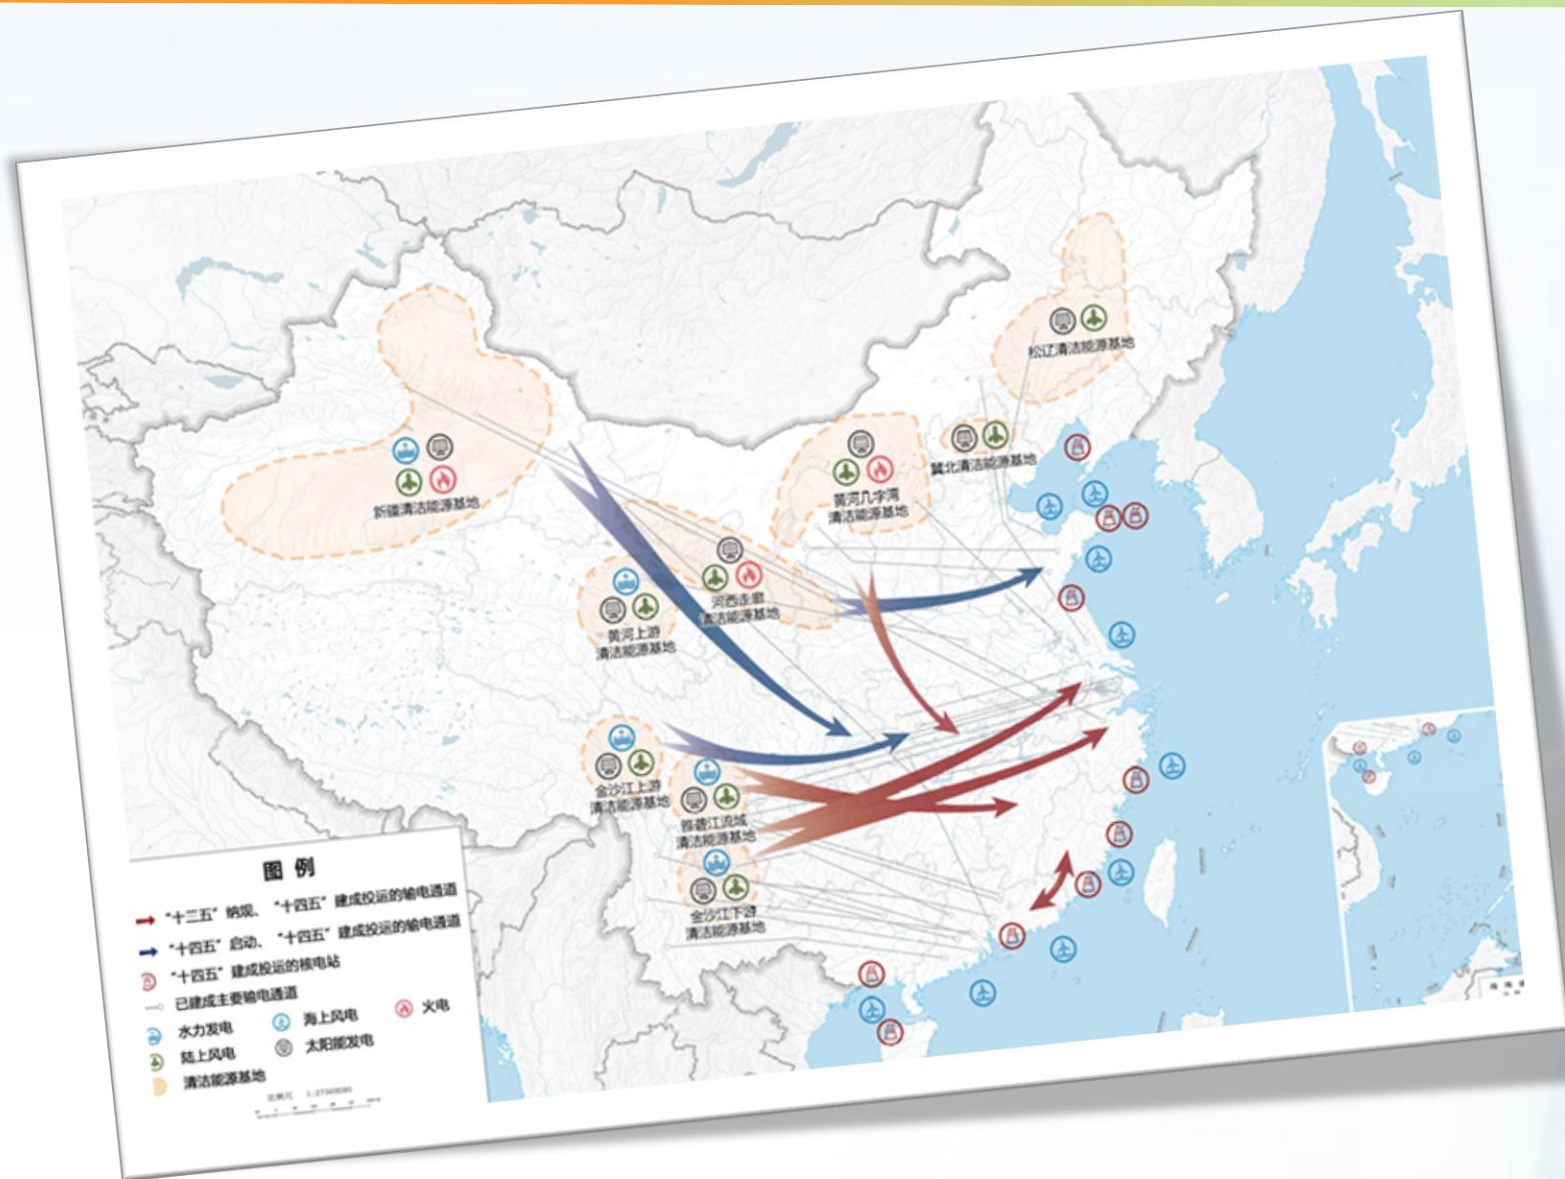 松辽清洁能源基地
冀北清洁能源基地
黄河几字湾
清洁能源基地
新疆清洁能源基地
河西走廊
清洁能源基地
黄河上游
清洁能源基地
金沙江上游
清洁能源基地
雅砻江流域
清洁能源基地
金沙江下游
清洁能源基地
图例
“十三五”纳规、“十四五”建成投运的输电通道
“十四五”启动、“十四五”建成投运的输电通道
“十四五”建成投运的核电站
已建成主要输电通道
水力发电
海上风电
火电
陆上风电
太阳能发电
清洁能源基地
比例尺